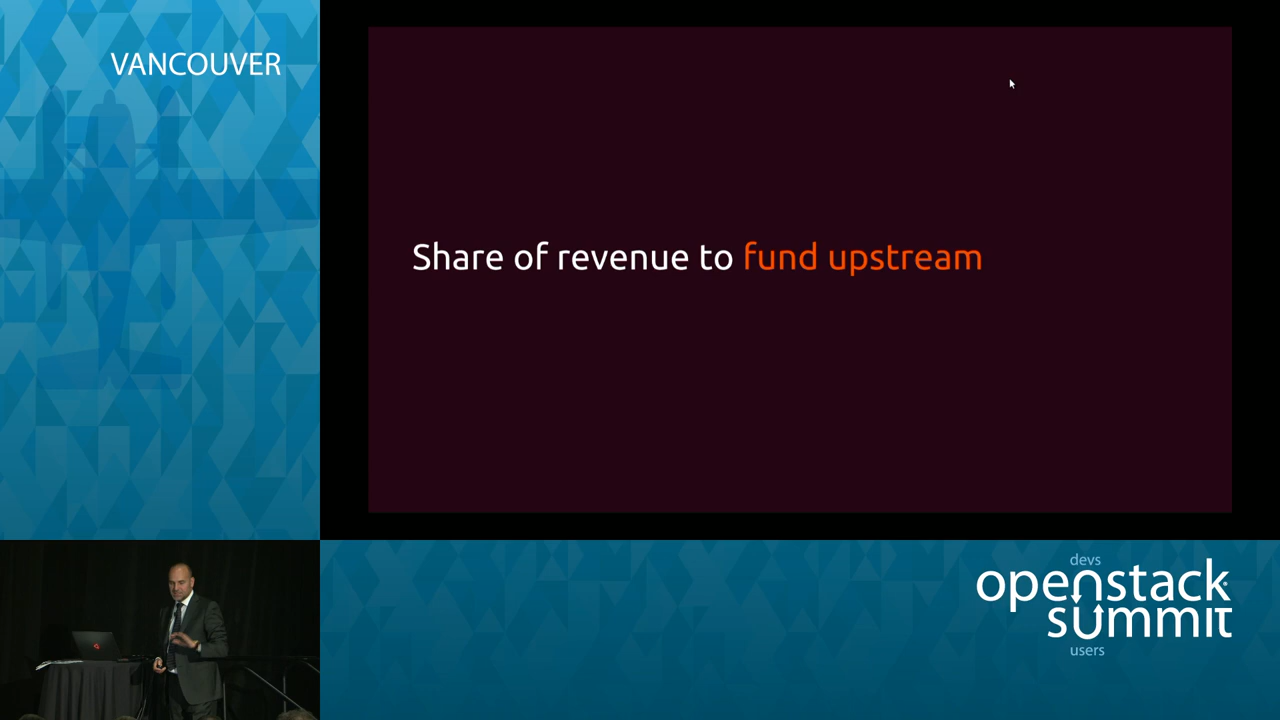 VANCOUVER
Share of revenue to fund upstream
devs
openstack
summit
users